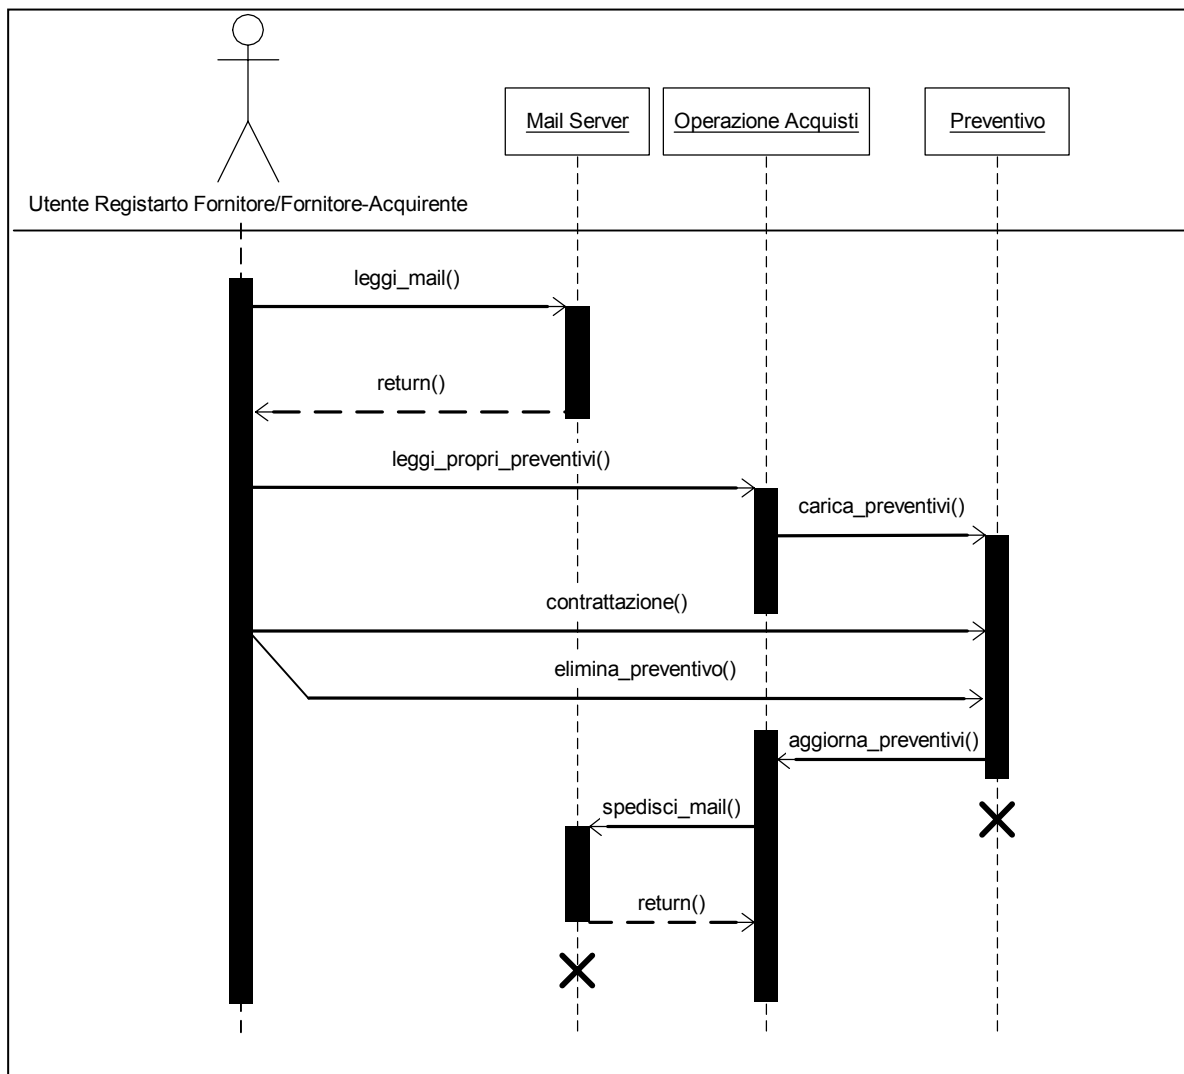 Mail Server
Operazione Acquisti
Preventivo
Utente Registarto Fornitore/Fornitore-Acquirente
leggi_mail()
return()
leggi_propri_preventivi()
carica_preventivi()
contrattazione()
elimina_preventivo()
aggiorna_preventivi()
spedisci_mail()
return()